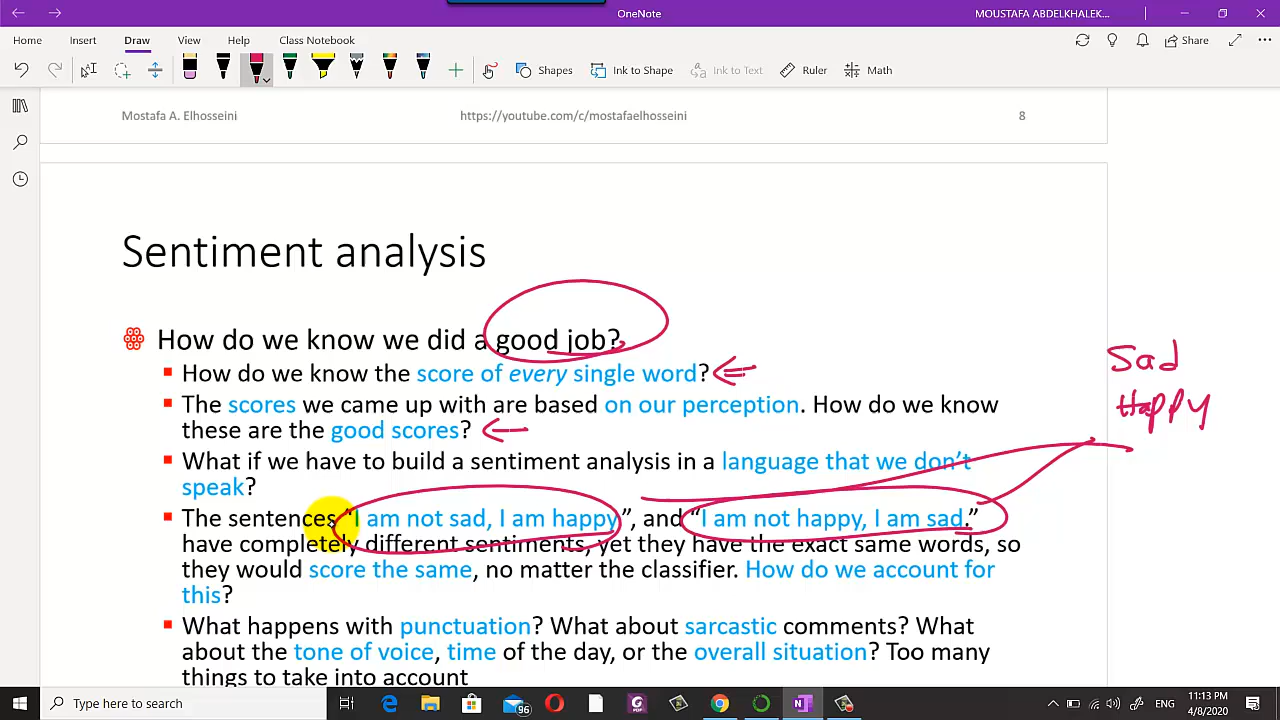 OneNote
MOUSTAFA ABDELKHALEK...
Home Insert Draw View Help Class Notebook
Share
Shapes Ink to Shape Ink to Text Ruler Math
Mostafa A. Elhosseini https://youtube.com/c/mostafaelhosseini 8
Sentiment analysis
How do we know we did a good job?
How do we know the score of every single word?
The scores we came up with are based on our perception. How do we know
these are the good scores?
What if we have to build a sentiment analysis in a language that we don't
speak?
The sentences "I am not sad, I am happy", and "I am not happy, I am sad."
have completely different sentiments, yet they have the exact same words, so
they would score the same, no matter the classifier. How do we account for
this?
What happens with punctuation? What about sarcastic comments? What
about the tone of voice, time of the day, or the overall situation? Too many
things to take into account
Sad
Happy
Type here to search
96
ENG
11:13 PM
4/8/2020